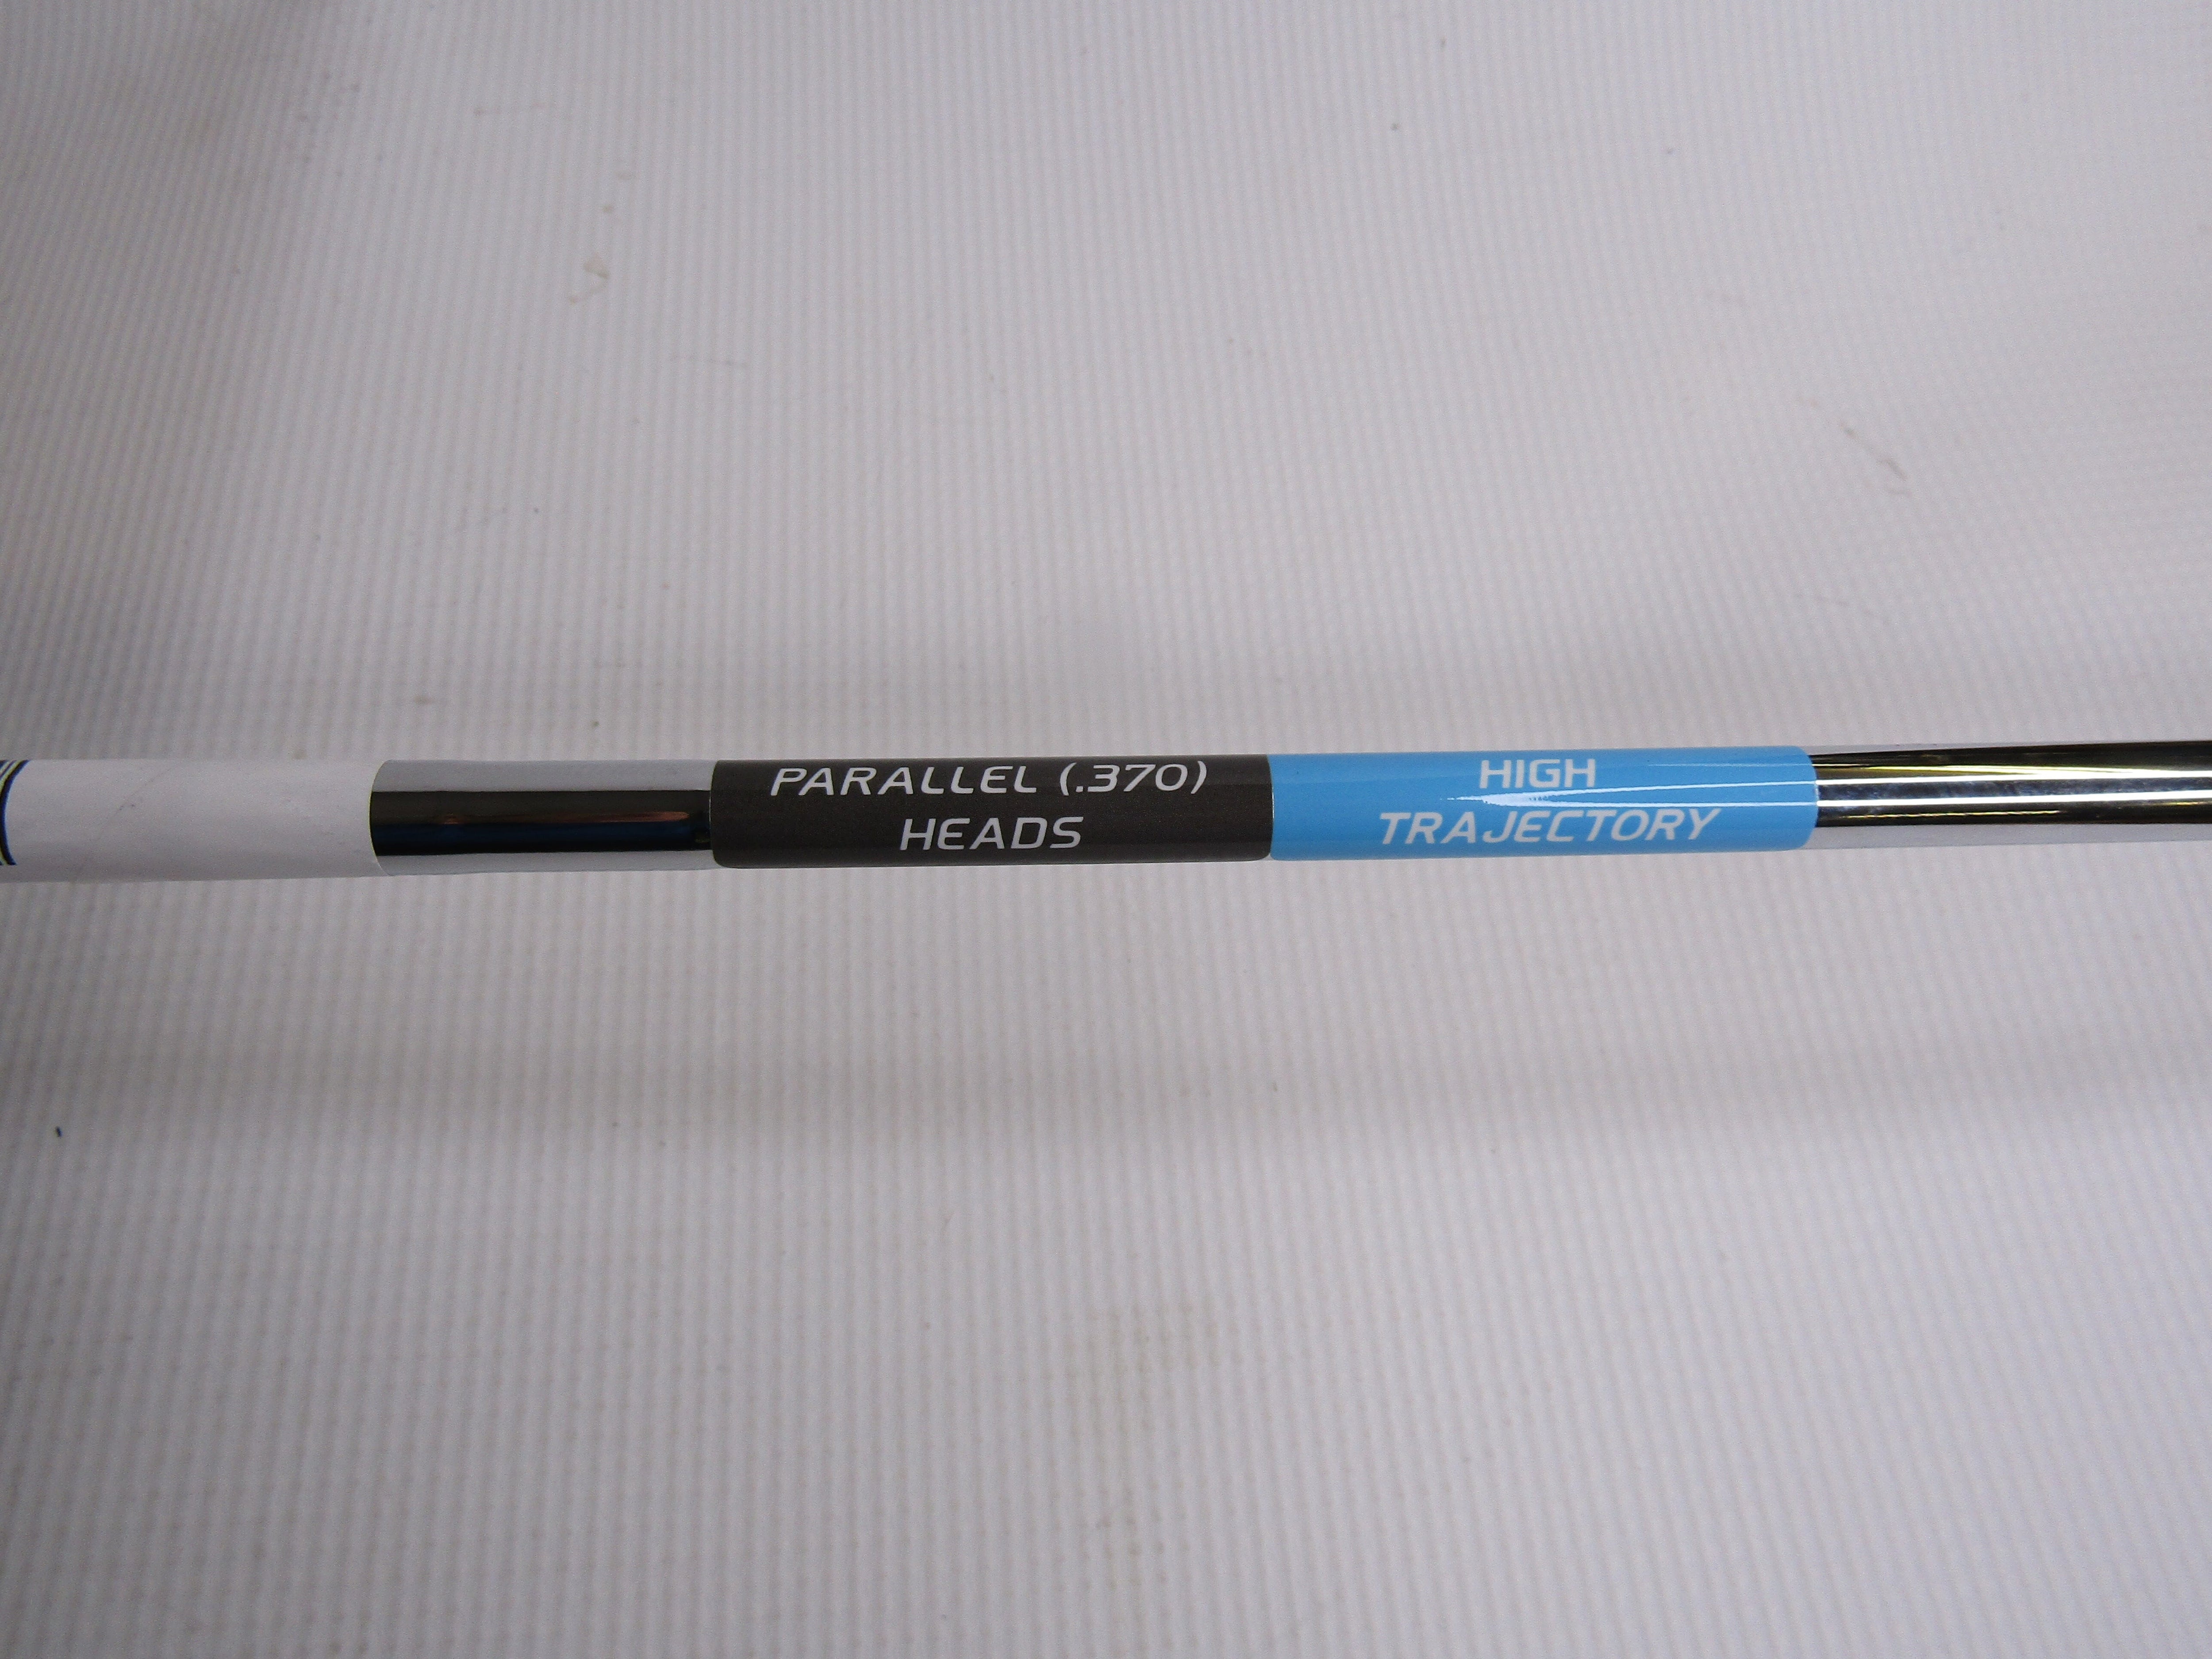 PARALLEL (.370)
HEADS
HIGH
TRAJECTORY